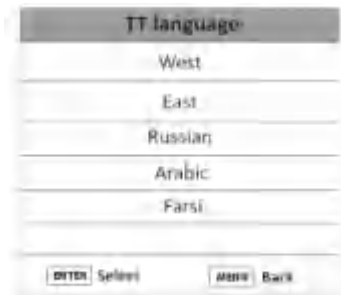 TT language
West
East
Russian
Arabic
Farsi
ENTER Select MENU Back